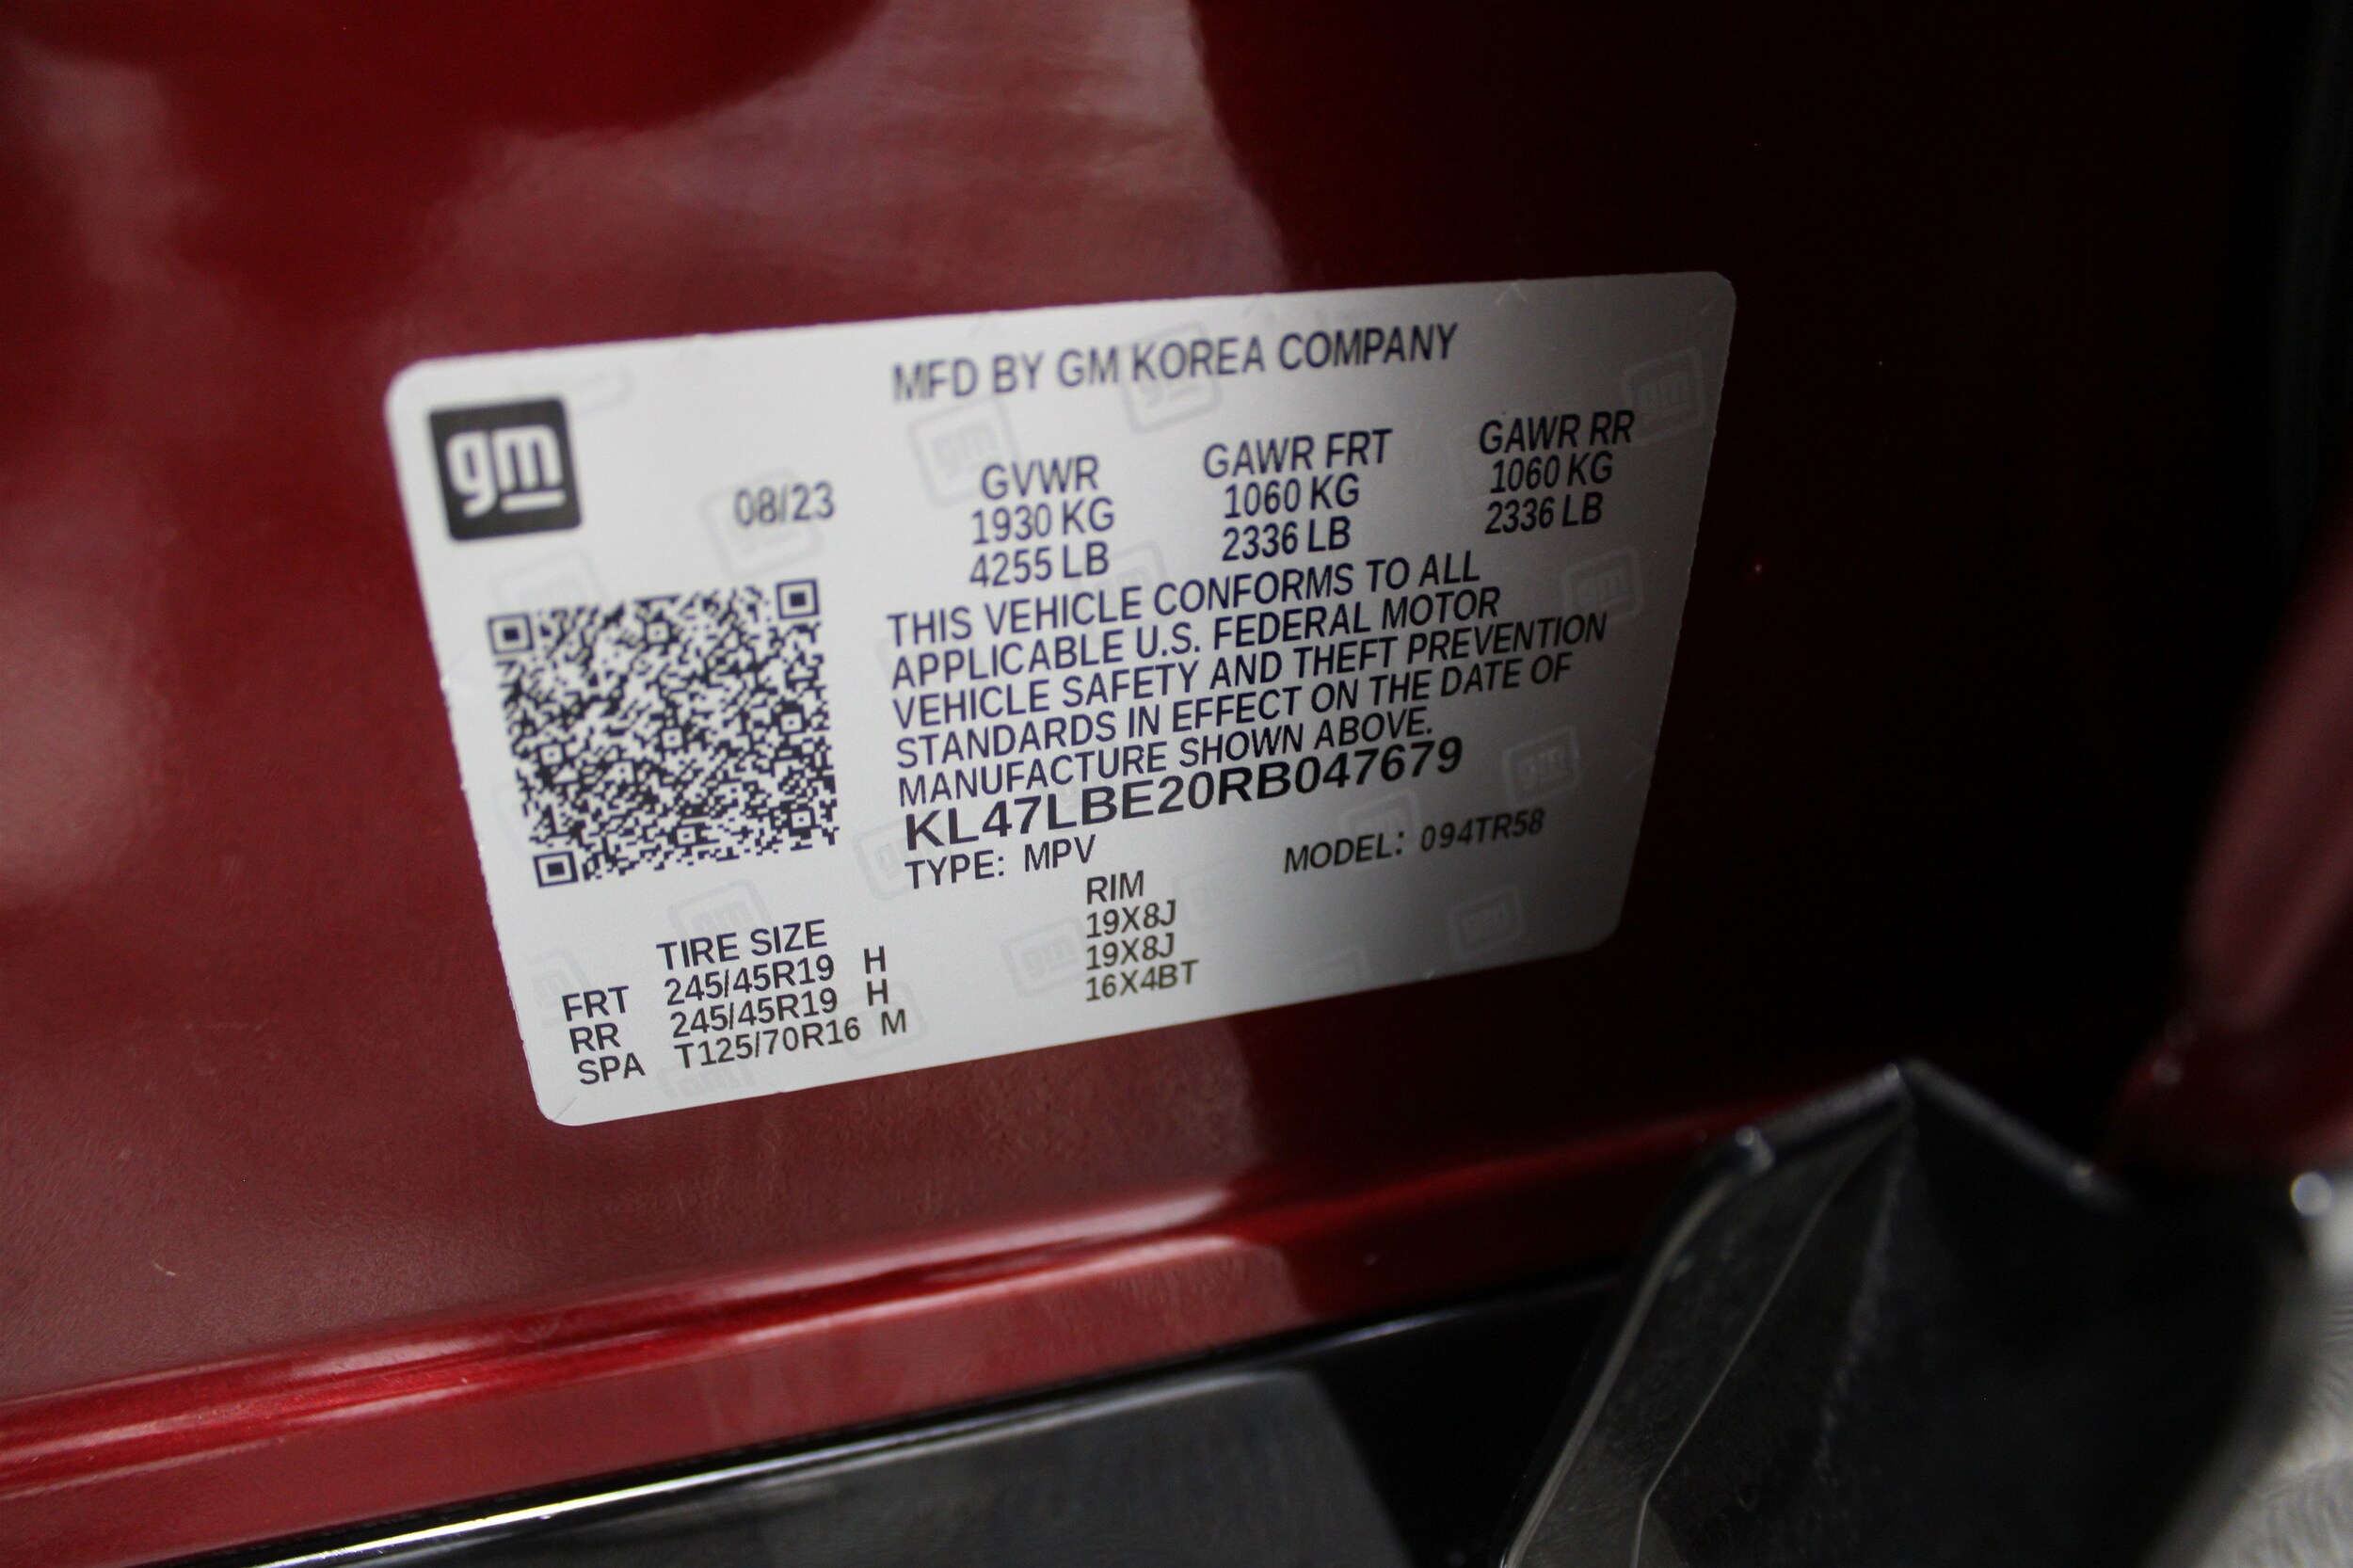 gm
MFD BY GM KOREA COMPANY
08/23
GVWR GAWR FRT GAWR RR
1930 KG 1060 KG 1060 KG
4255 LB 2336 LB 2336 LB
THIS VEHICLE CONFORMS TO ALL
APPLICABLE U.S. FEDERAL MOTOR
VEHICLE SAFETY AND THEFT PREVENTION
STANDARDS IN EFFECT ON THE DATE OF
MANUFACTURE SHOWN ABOVE.
KL47LBE20RB047679
TYPE: MPV MODEL: 094TR58
TIRE SIZE RIM
FRT 245/45R19 H 19X8J
RR 245/45R19 H 19X8J
SPA T125/70R16 M 16X4BT